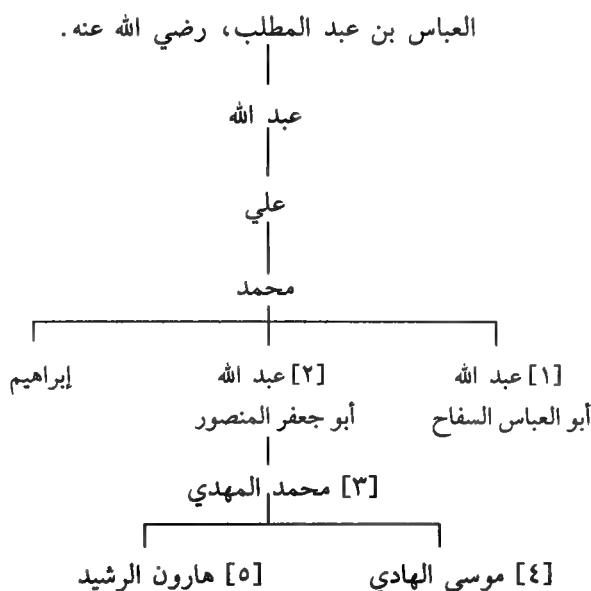 العباس بن عبد المطلب، رضي الله عنه.
عبد الله
علي
محمد
[١] عبد الله
أبو العباس السفاح
[٢] عبد الله
أبو جعفر المنصور
إبراهيم
[٣] محمد المهدي
[٤] موسى الهادي
[٥] هارون الرشيد